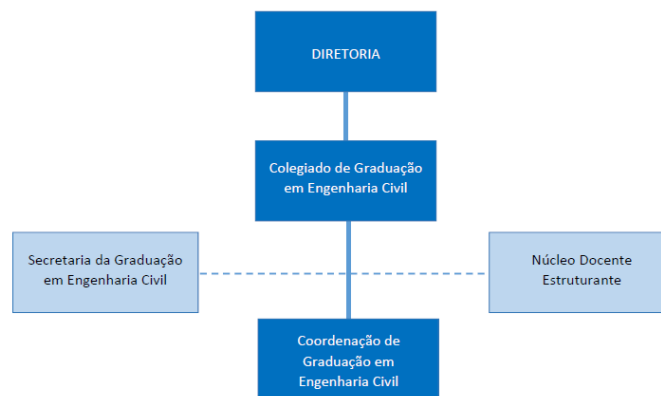 DIRETORIA
Colegiado de Graduação
em Engenharia Civil
Secretaria da Graduação
em Engenharia Civil
Núcleo Docente
Estruturante
Coordenação de
Graduação em
Engenharia Civil